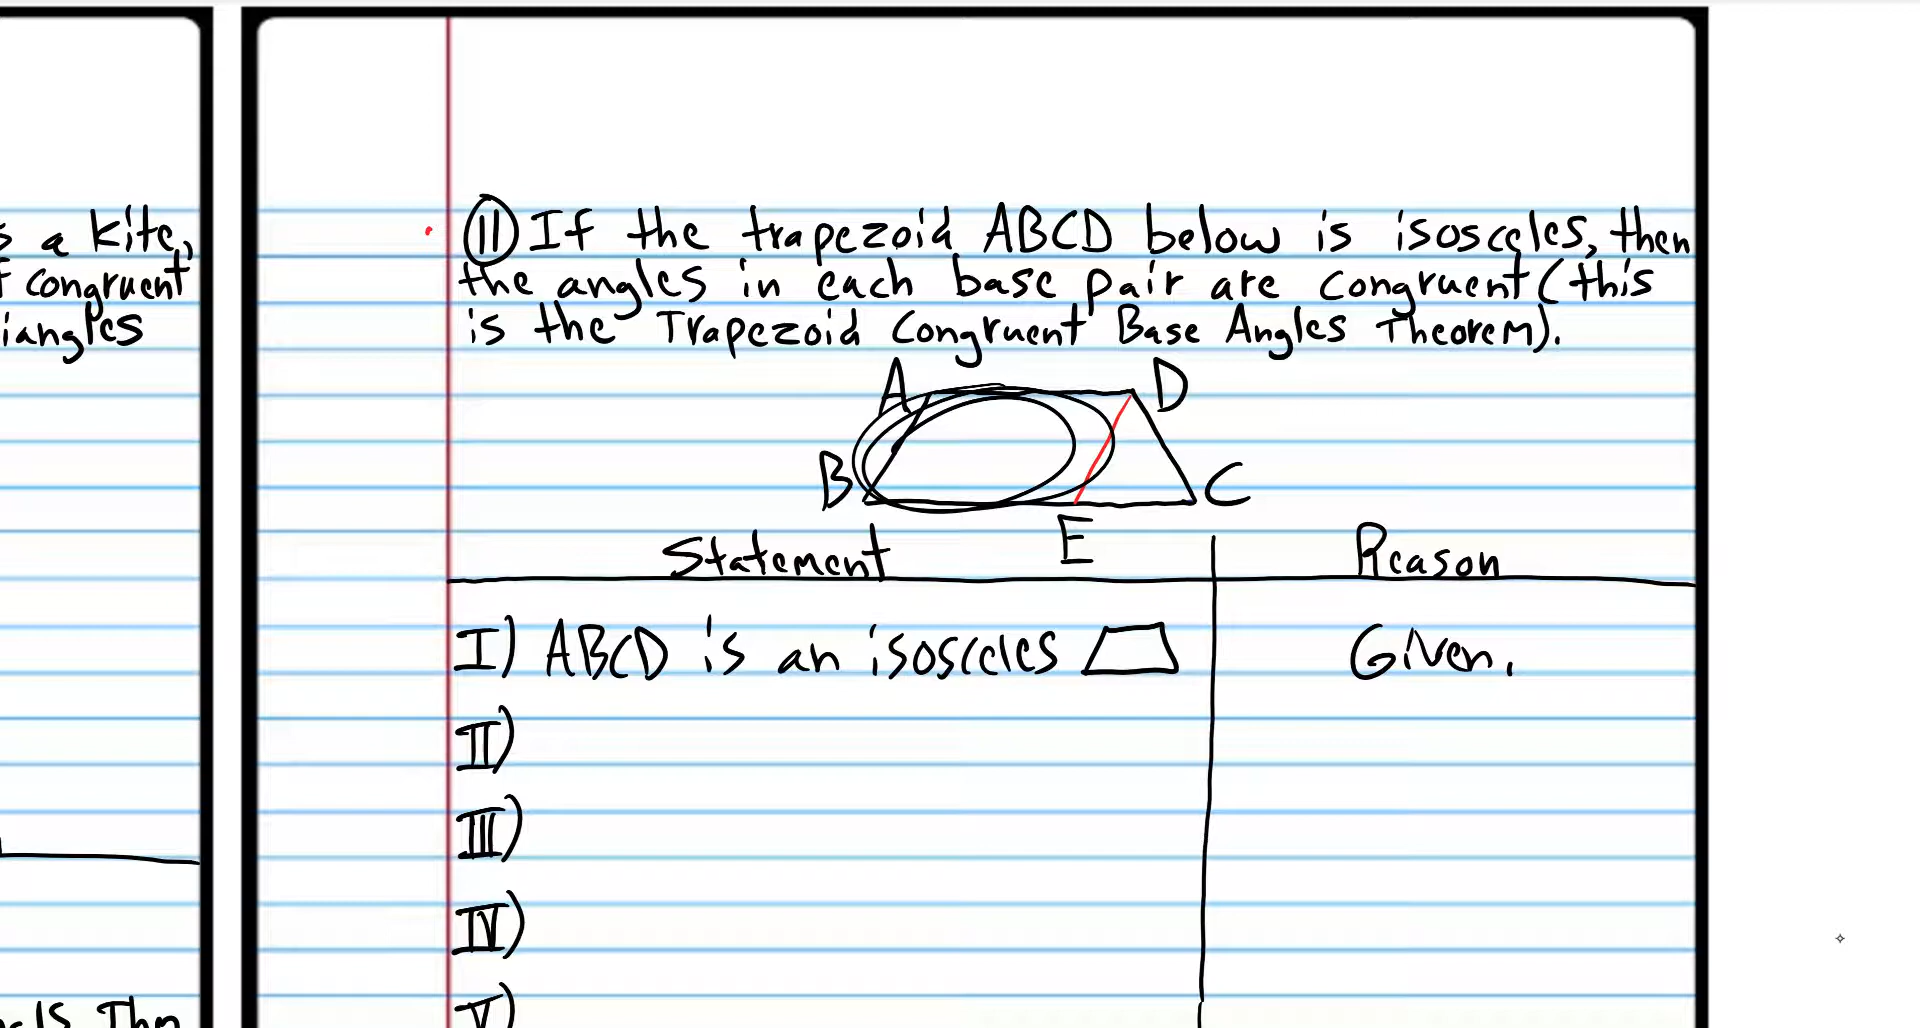 s a kite,
congruent
iangles
(11) If the trapezoid ABCD below is isosceles, then
the angles in each base pair are congruent (this
is the Trapezoid Congruent Base Angles Theorem).
A D
B C
E
Statement Reason
I) ABCD is an isosceles Given.
II)
III)
IV)
V)